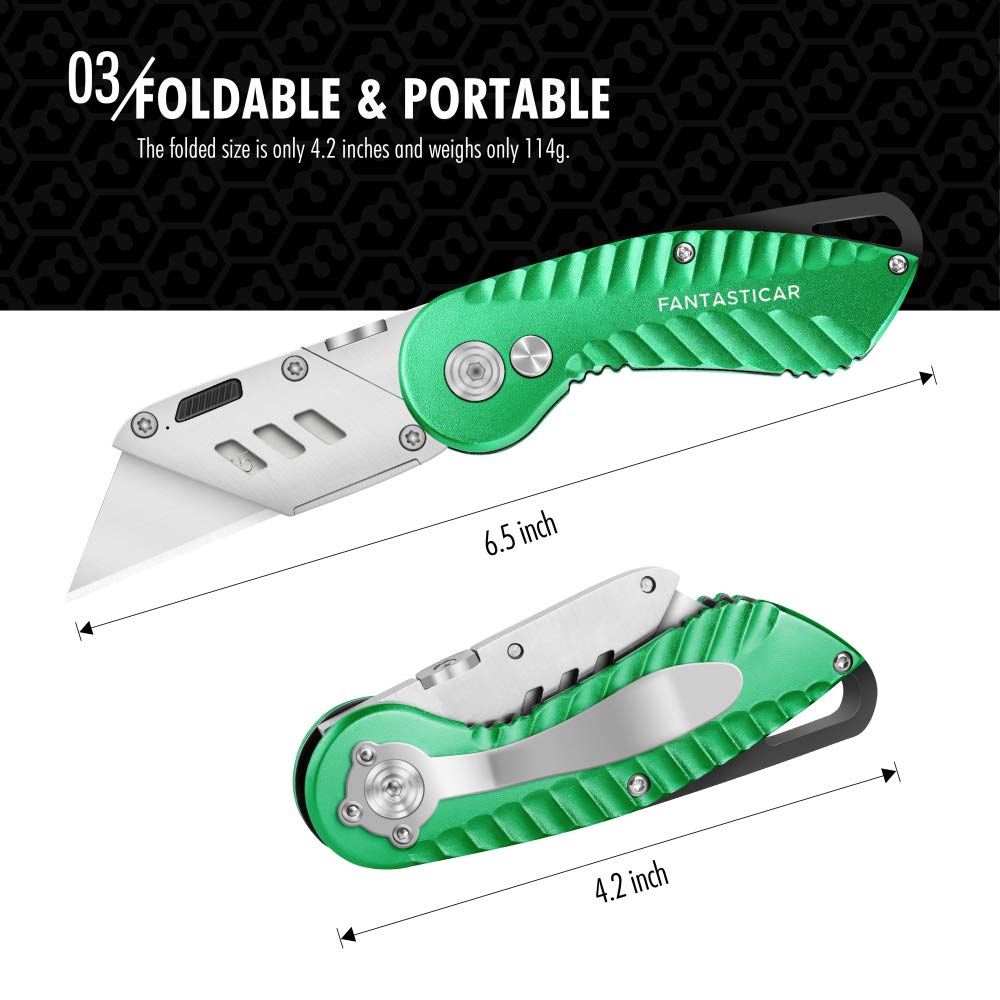 03/FOLDABLE & PORTABLE
The folded size is only 4.2 inches and weighs only 114g.
FANTASTICAR
6.5 inch
4.2 inch